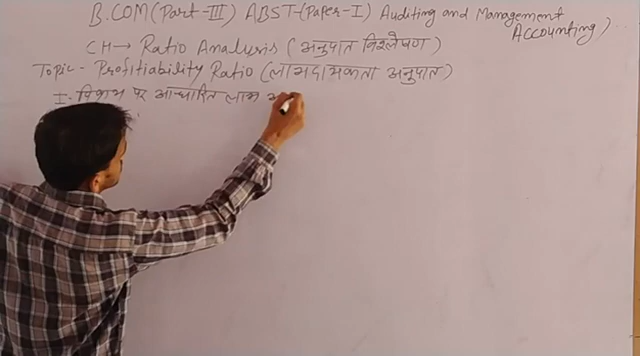 B.COM (Part-III) ABST-(Paper-I) Auditing and Management Accounting)
CH→ Ratio Analysis (अनुपात विश्लेषण)
Topic - Profitiability Ratio (लाभदायकता अनुपात)
I. विक्रय पर आधारित लाभ अ